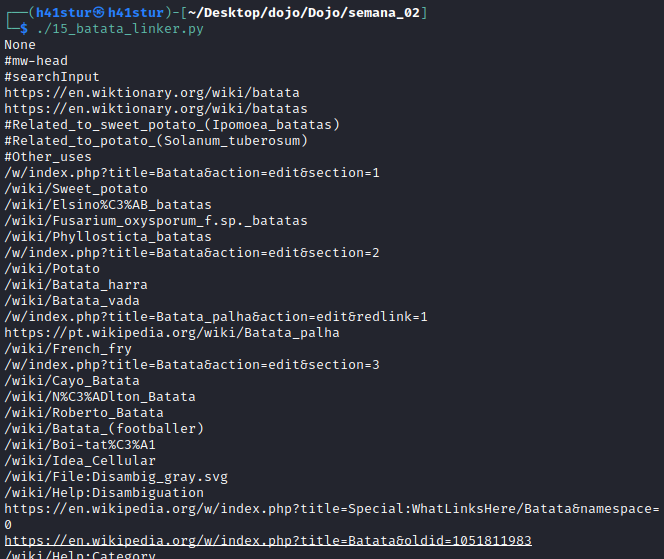 ┌──(h41stur㉿h41stur)-[~/Desktop/dojo/Dojo/semana_02]
└─$ ./15_batata_linker.py
None
#mw-head
#searchInput
https://en.wiktionary.org/wiki/batata
https://en.wiktionary.org/wiki/batatas
#Related_to_sweet_potato_(Ipomoea_batatas)
#Related_to_potato_(Solanum_tuberosum)
#Other_uses
/w/index.php?title=Batata&action=edit&section=1
/wiki/Sweet_potato
/wiki/Elsino%C3%AB_batatas
/wiki/Fusarium_oxysporum_f.sp._batatas
/wiki/Phyllosticta_batatas
/w/index.php?title=Batata&action=edit&section=2
/wiki/Potato
/wiki/Batata_harra
/wiki/Batata_vada
/w/index.php?title=Batata_palha&action=edit&redlink=1
https://pt.wikipedia.org/wiki/Batata_palha
/wiki/French_fry
/w/index.php?title=Batata&action=edit&section=3
/wiki/Cayo_Batata
/wiki/N%C3%ADlton_Batata
/wiki/Roberto_Batata
/wiki/Batata_(footballer)
/wiki/Boi-tat%C3%A1
/wiki/Idea_Cellular
/wiki/File:Disambig_gray.svg
/wiki/Help:Disambiguation
https://en.wikipedia.org/w/index.php?title=Special:WhatLinksHere/Batata&namespace=
0
https://en.wikipedia.org/w/index.php?title=Batata&oldid=1051811983
/wiki/Help:Category